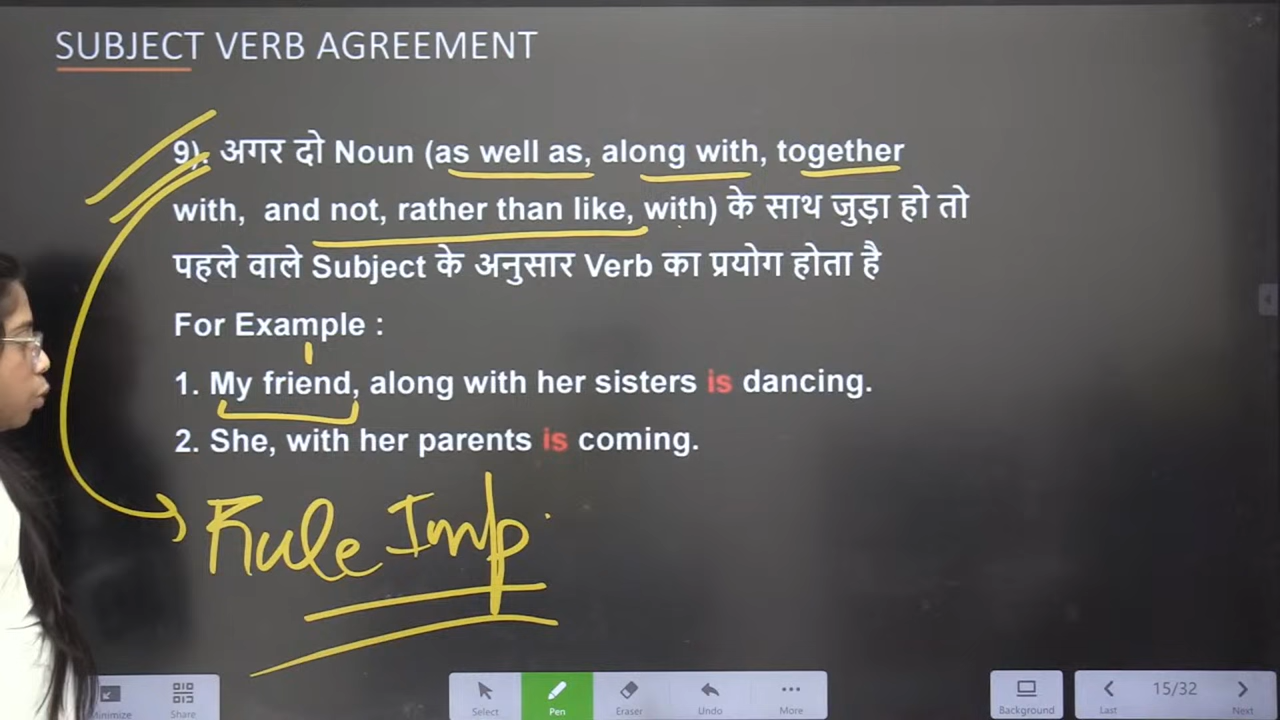 SUBJECT VERB AGREEMENT
9). अगर दो Noun (as well as, along with, together
with, and not, rather than like, with) के साथ जुड़ा हो तो
पहले वाले Subject के अनुसार Verb का प्रयोग होता है
For Example :
1. My friend, along with her sisters is dancing.
2. She, with her parents is coming.
Rule Imp.
Minimize Share Select Pen Eraser Undo More Background Last 15/32 Next